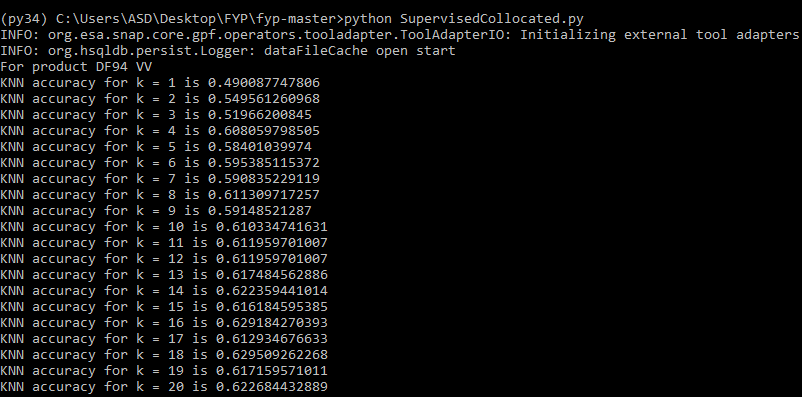 (py34) C:\Users\ASD\Desktop\FYP\fyp-master>python SupervisedCollocated.py
INFO: org.esa.snap.core.gpf.operators.tooladapter.ToolAdapterIO: Initializing external tool adapters
INFO: org.hsqldb.persist.Logger: dataFileCache open start
For product DF94 VV
KNN accuracy for k = 1 is 0.490087747806
KNN accuracy for k = 2 is 0.549561260968
KNN accuracy for k = 3 is 0.51966200845
KNN accuracy for k = 4 is 0.608059798505
KNN accuracy for k = 5 is 0.58401039974
KNN accuracy for k = 6 is 0.595385115372
KNN accuracy for k = 7 is 0.590835229119
KNN accuracy for k = 8 is 0.611309717257
KNN accuracy for k = 9 is 0.59148521287
KNN accuracy for k = 10 is 0.610334741631
KNN accuracy for k = 11 is 0.611959701007
KNN accuracy for k = 12 is 0.611959701007
KNN accuracy for k = 13 is 0.617484562886
KNN accuracy for k = 14 is 0.622359441014
KNN accuracy for k = 15 is 0.616184595385
KNN accuracy for k = 16 is 0.629184270393
KNN accuracy for k = 17 is 0.612934676633
KNN accuracy for k = 18 is 0.629509262268
KNN accuracy for k = 19 is 0.617159571011
KNN accuracy for k = 20 is 0.622684432889